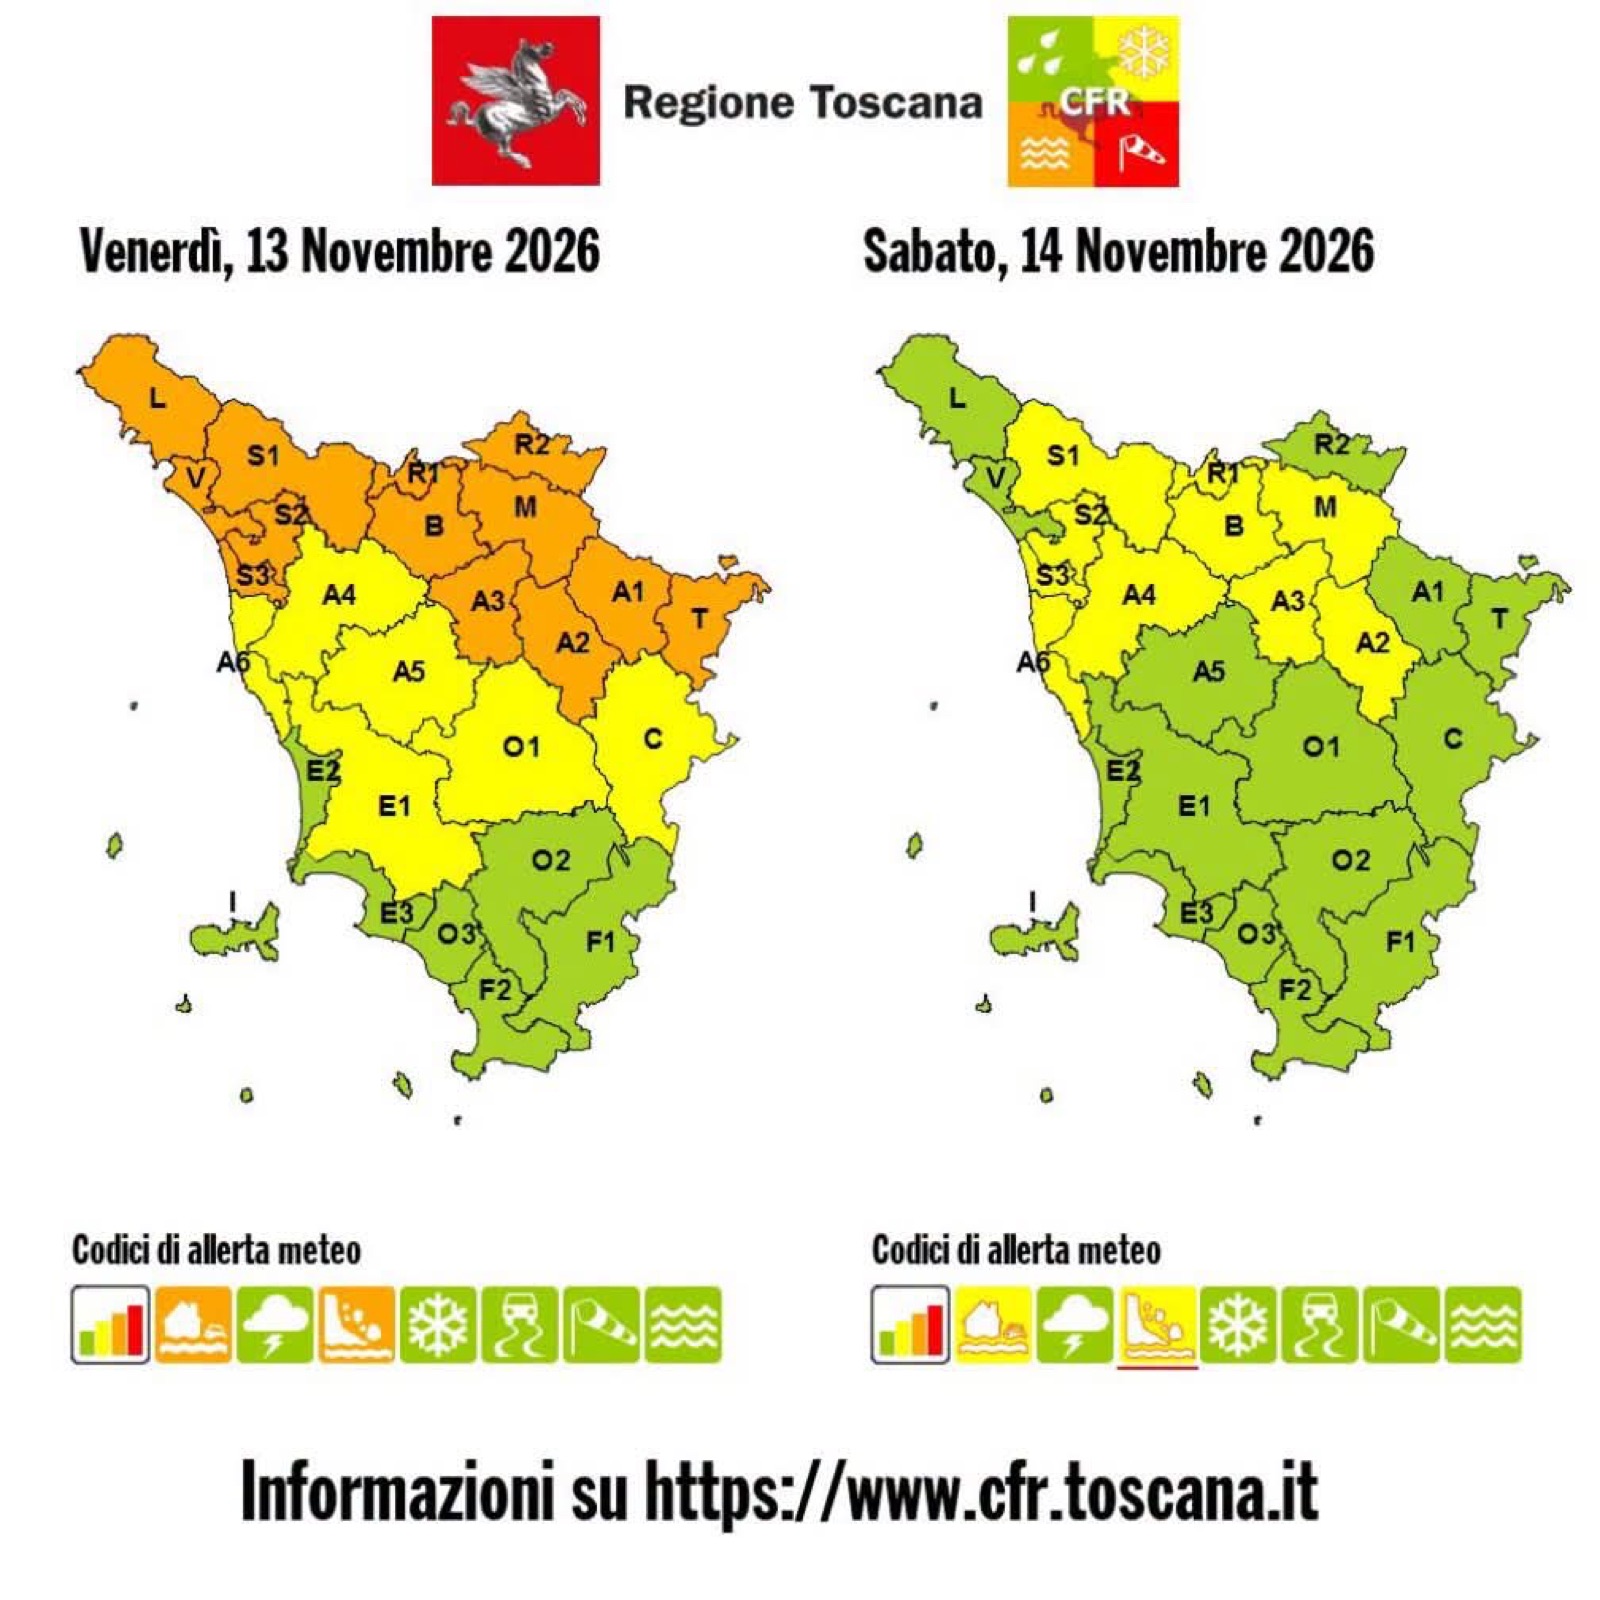 Regione Toscana
CFR
Venerdì, 13 Novembre 2026
Sabato, 14 Novembre 2026
L
S1
V
S2
S3
R1
R2
B
M
A4
A3
A1
T
A2
A6
A5
O1
C
E2
E1
O2
I
E3
O3
F1
F2
L
S1
V
S2
S3
R1
R2
B
M
A4
A3
A1
T
A2
A6
A5
O1
C
E2
E1
O2
I
E3
O3
F1
F2
Codici di allerta meteo
Codici di allerta meteo
Informazioni su https://www.cfr.toscana.it